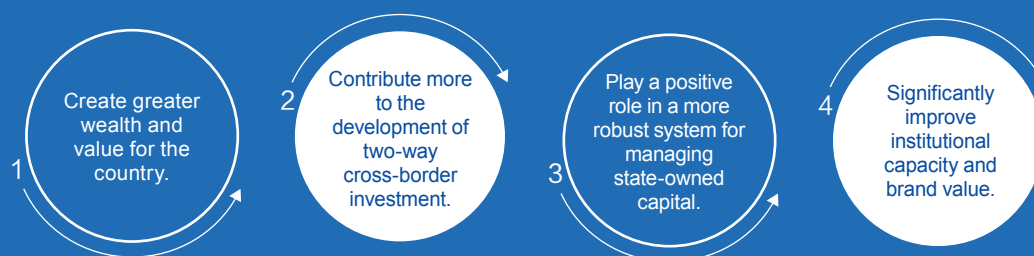 1
Create greater
wealth and
value for the
country.
2
Contribute more
to the
development of
two-way
cross-border
investment.
3
Play a positive
role in a more
robust system for
managing
state-owned
capital.
4
Significantly
improve
institutional
capacity and
brand value.